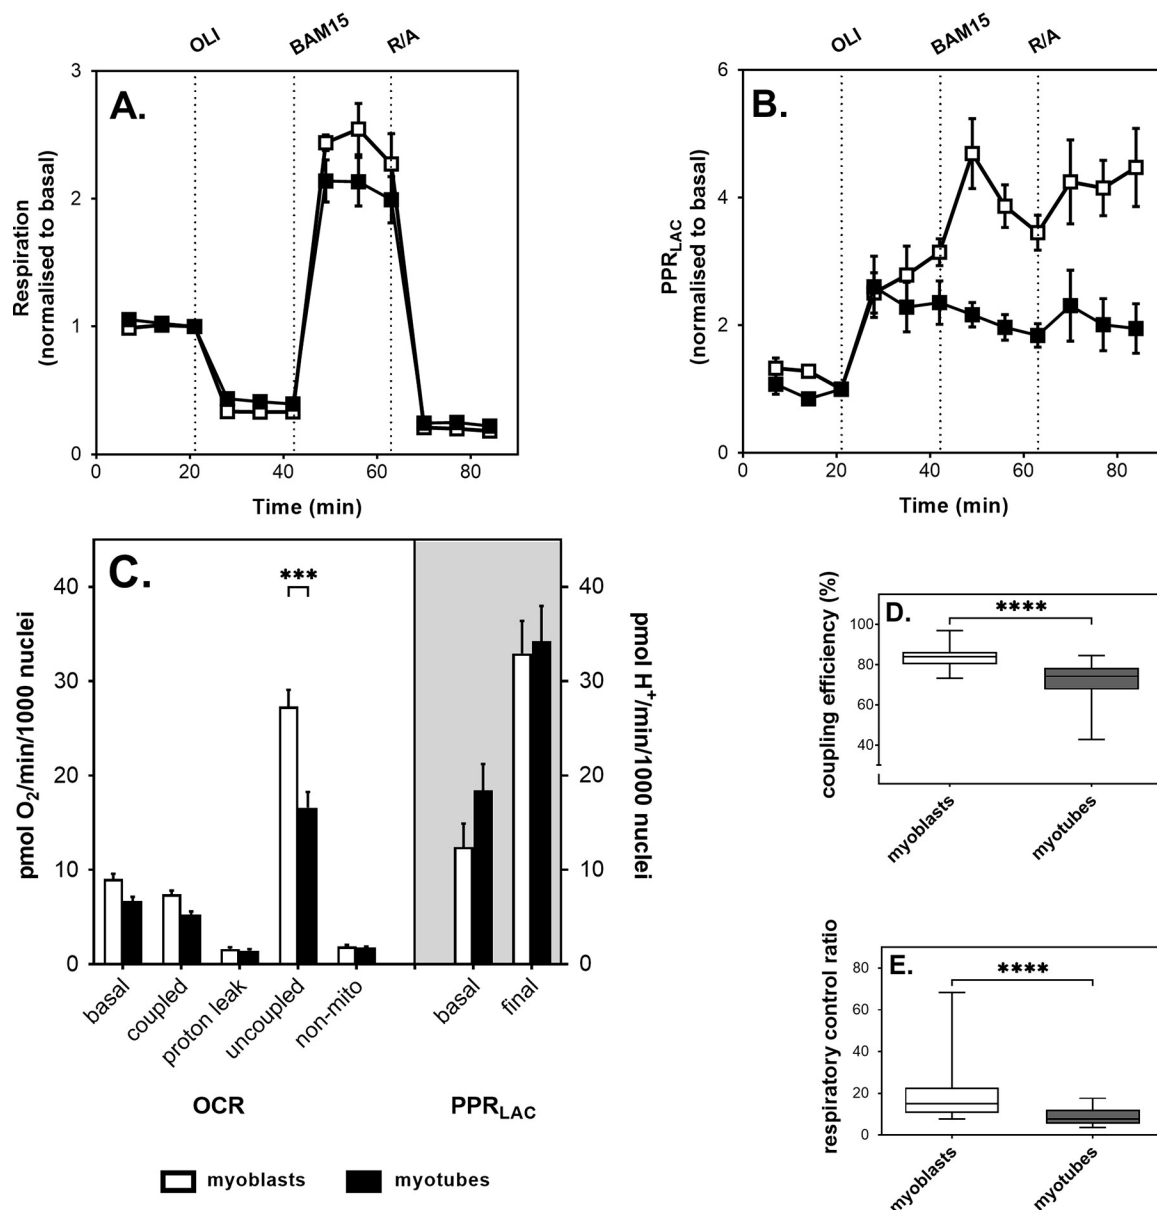 OLI BAM15 R/A
A.
3
2
1
0
0 20 40 60 80
Respiration
(normalised to basal)
Time (min)
OLI BAM15 R/A
B.
6
4
2
0
0 20 40 60 80
PPRLAC
(normalised to basal)
Time (min)
C.
***
40
30
20
10
0
40
30
20
10
0
pmol O2/min/1000 nuclei
pmol H+/min/1000 nuclei
basal
coupled
proton leak
uncoupled
non-mito
basal
final
OCR PPRLAC
myoblasts myotubes
D.
****
100
80
60
40
coupling efficiency (%)
myoblasts
myotubes
E.
****
80
60
40
20
0
respiratory control ratio
myoblasts
myotubes